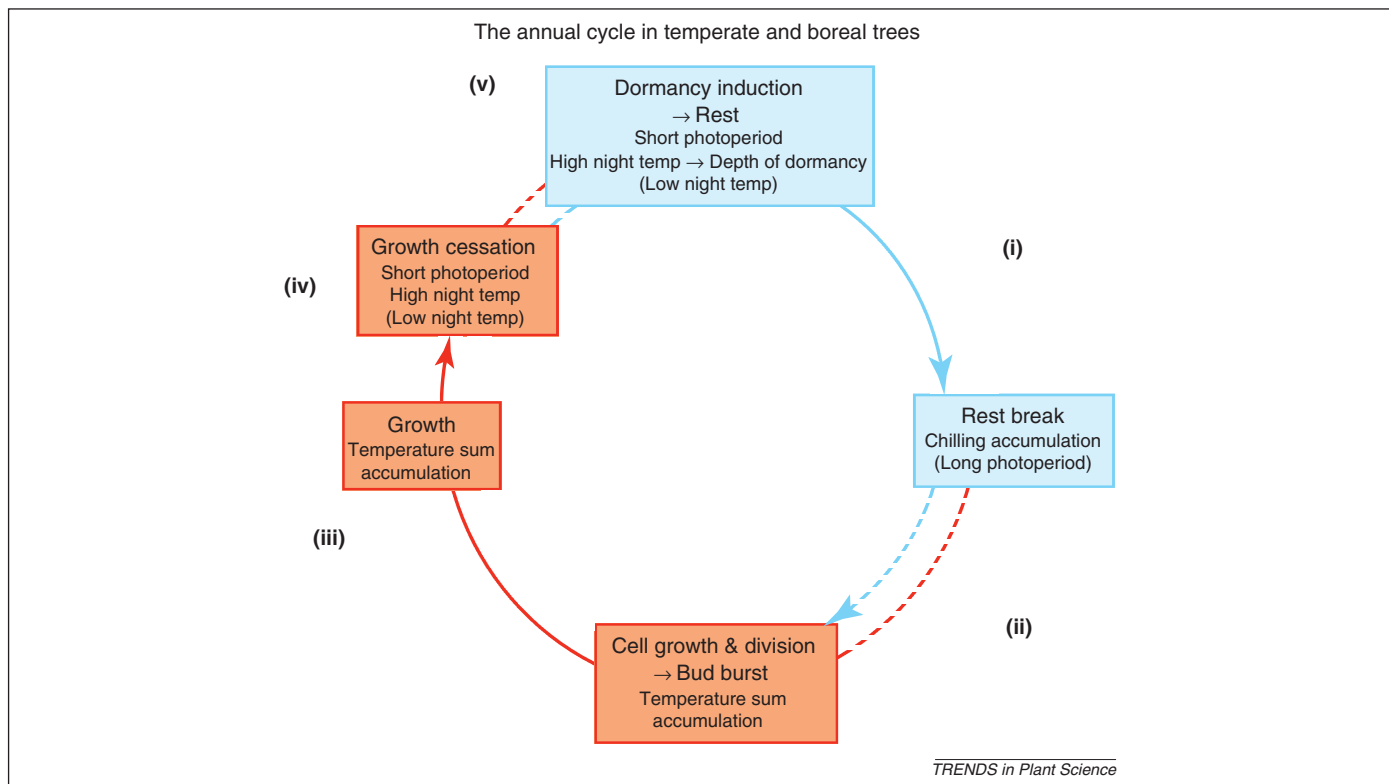 The annual cycle in temperate and boreal trees
(v)
Dormancy induction
→ Rest
Short photoperiod
High night temp → Depth of dormancy
(Low night temp)
(i)
Growth cessation
Short photoperiod
High night temp
(Low night temp)
(iv)
Growth
Temperature sum
accumulation
Rest break
Chilling accumulation
(Long photoperiod)
(iii)
(ii)
Cell growth & division
→ Bud burst
Temperature sum
accumulation
TRENDS in Plant Science